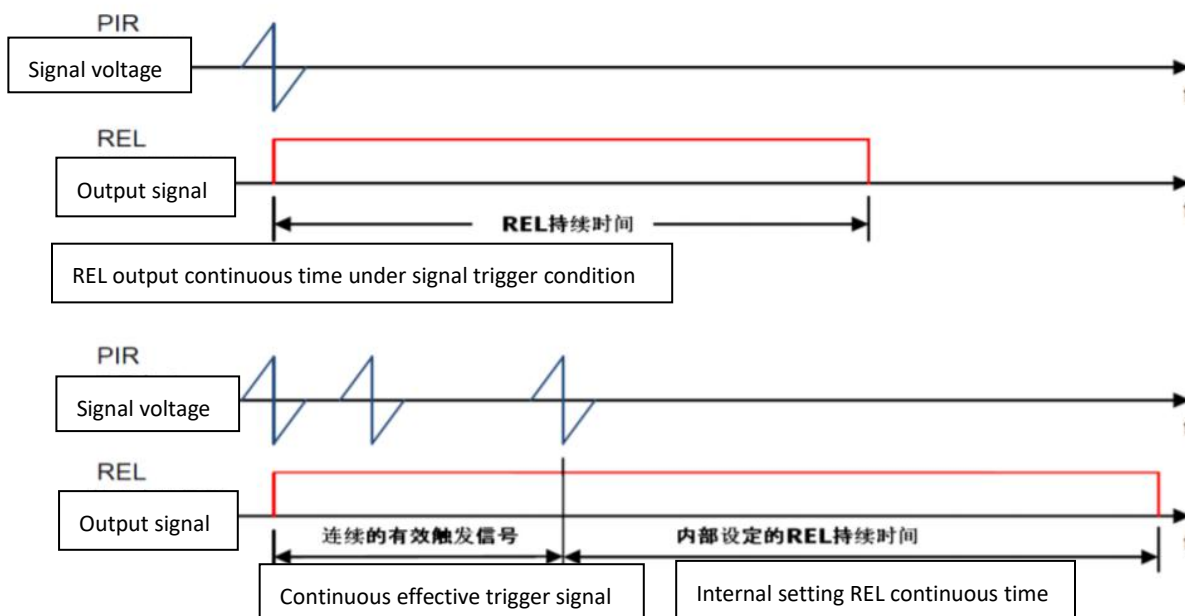 PIR
Signal voltage
REL
Output signal
REL持续时间
REL output continuous time under signal trigger condition
PIR
Signal voltage
REL
Output signal
连续的有效触发信号
内部设定的REL持续时间
Continuous effective trigger signal
Internal setting REL continuous time